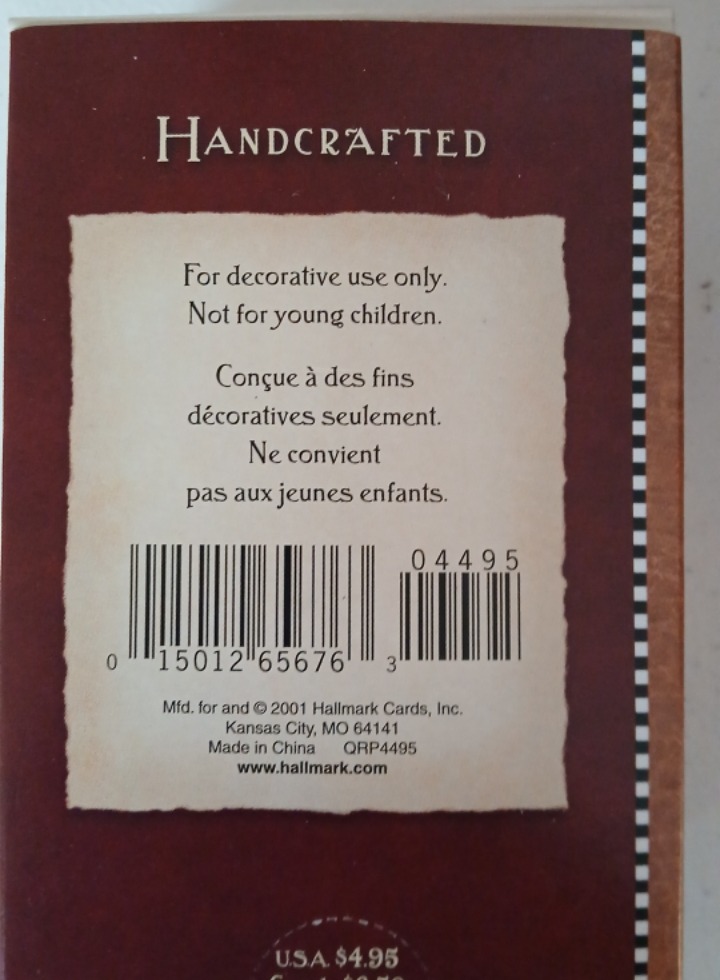 HANDCRAFTED
For decorative use only.
Not for young children.
Conçue à des fins
décoratives seulement.
Ne convient
pas aux jeunes enfants.
04495
0 15012 65676 3
Mfd. for and © 2001 Hallmark Cards, Inc.
Kansas City, MO 64141
Made in China QRP4495
www.hallmark.com
U.S.A. $4.95